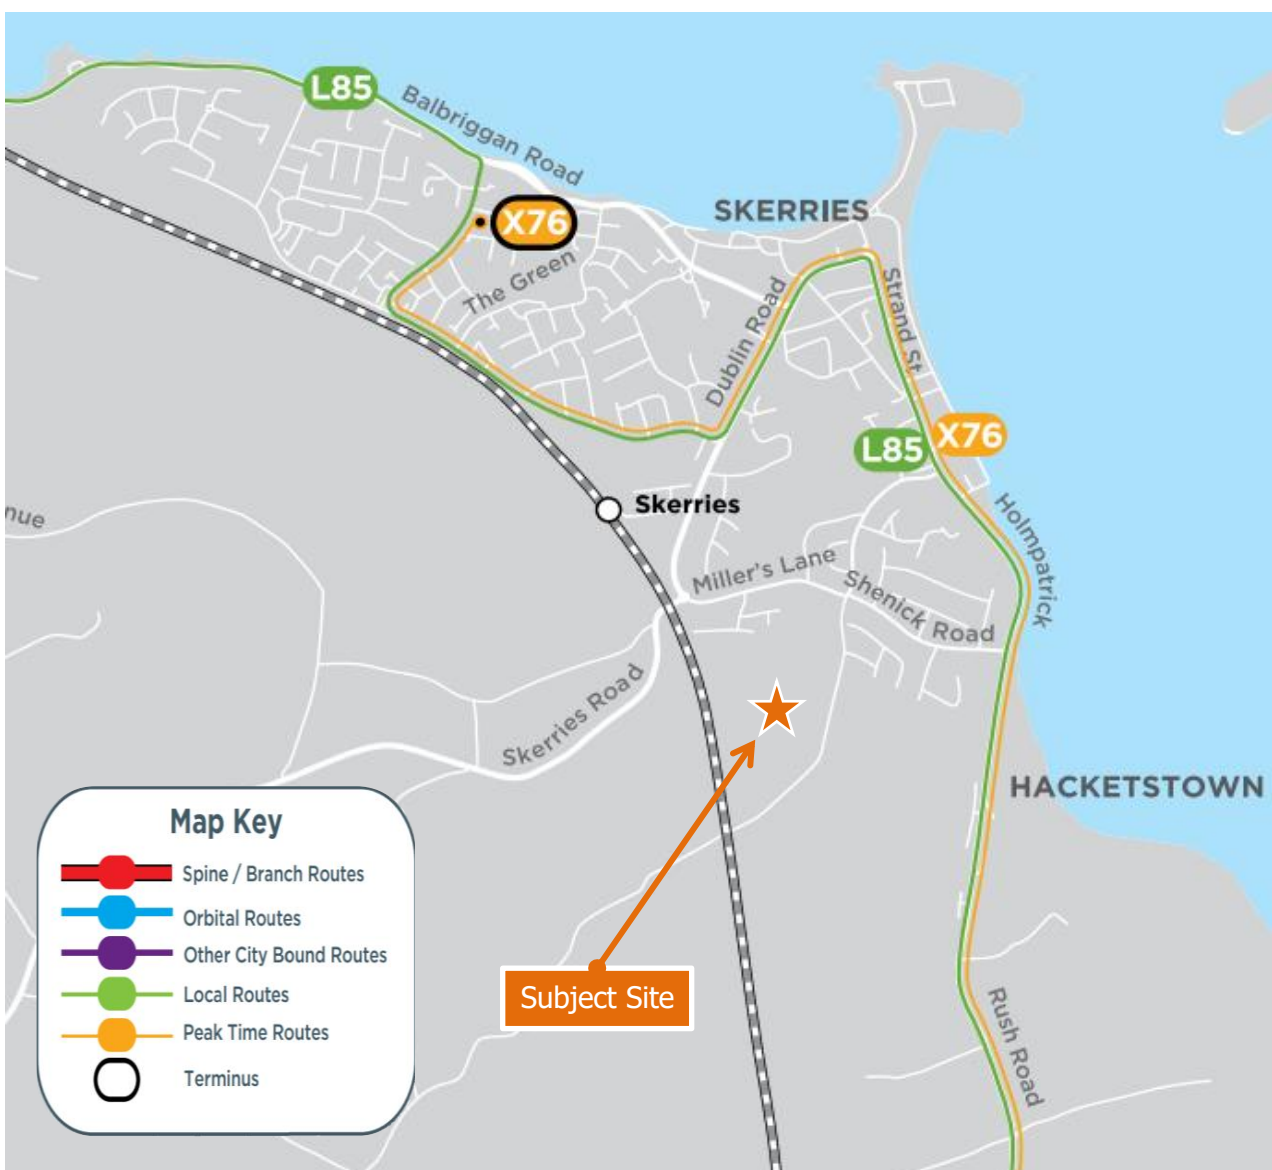 L85
Balbriggan Road
X76
SKERRIES
The Green
Dublin Road
Strand St.
L85
X76
Skerries
nue
Holmpatrick
Miller's Lane
Shenick Road
Skerries Road
HACKETSTOWN
Map Key
Spine / Branch Routes
Orbital Routes
Other City Bound Routes
Local Routes
Peak Time Routes
Terminus
Subject Site
Rush Road